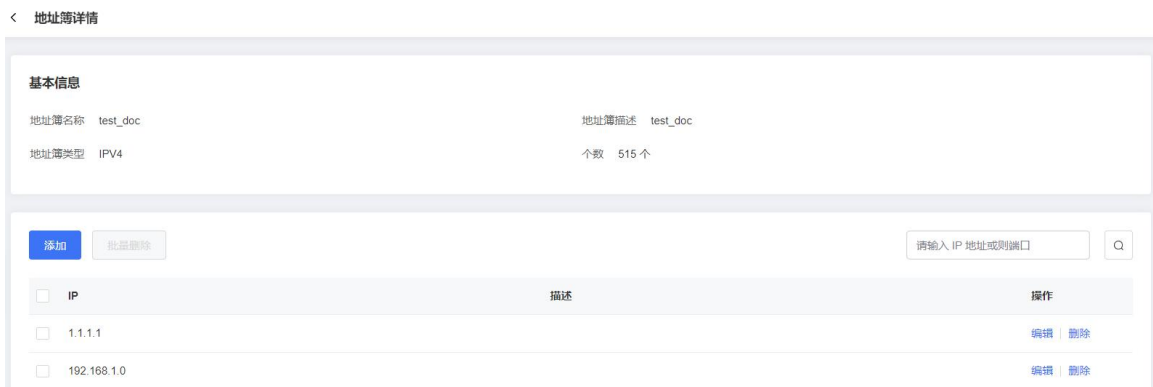 地址簿详情
基本信息
地址簿名称 test_doc 地址簿描述 test_doc
地址簿类型 IPV4 个数 515 个
添加 批量删除 请输入 IP 地址或则端口
IP 描述 操作
1.1.1.1 编辑 删除
192.168.1.0 编辑 删除